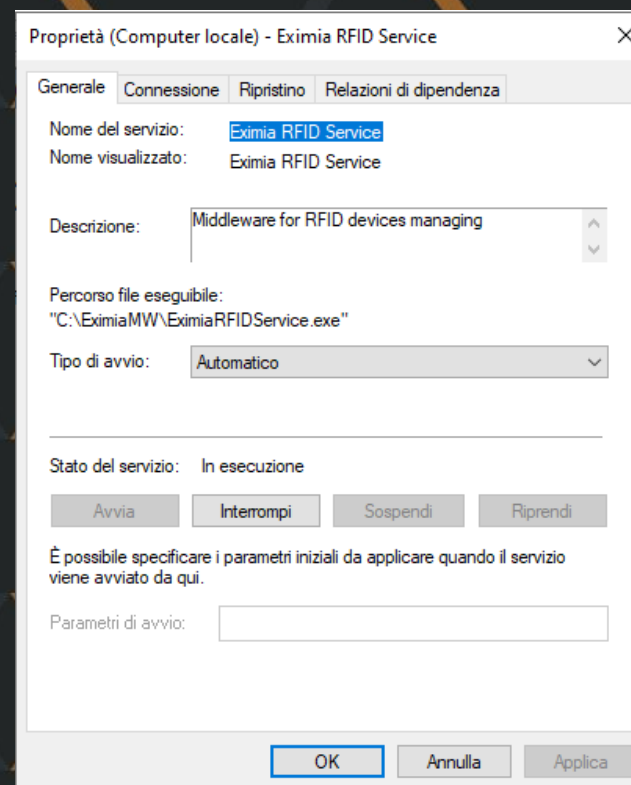 Proprietà (Computer locale) - Eximia RFID Service
Generale Connessione Ripristino Relazioni di dipendenza
Nome del servizio: Eximia RFID Service
Nome visualizzato: Eximia RFID Service
Descrizione: Middleware for RFID devices managing
Percorso file eseguibile:
"C:\EximiaMW\EximiaRFIDService.exe"
Tipo di avvio: Automatico
Stato del servizio: In esecuzione
Avvia Interrompi Sospendi Riprendi
È possibile specificare i parametri iniziali da applicare quando il servizio
viene avviato da qui.
Parametri di avvio:
OK Annulla Applica